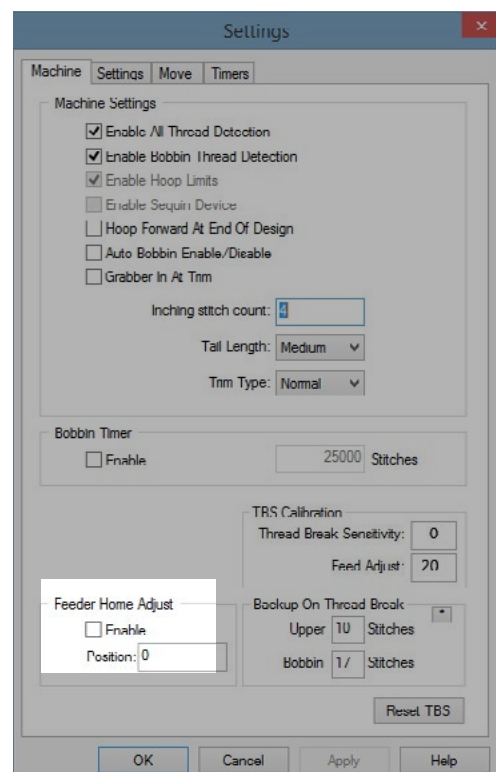 Settings
Machine Settings Move Timers
Machine Settings
Enable All Thread Detection
Enable Bobbin Thread Detection
Enable Hoop Limits
Enable Sequin Device
Hoop Forward At End Of Design
Auto Bobbin Enable/Disable
Grabber In At Trim
Inching stitch count: 4
Tail Length: Medium
Trim Type: Normal
Bobbin Timer
Enable 25000 Stitches
TBS Calibration
Thread Break Sensitivity: 0
Feed Adjust: 20
Feeder Home Adjust
Enable
Position: 0
Backup On Thread Break *
Upper 10 Stitches
Bobbin 17 Stitches
Reset TBS
OK Cancel Apply Help